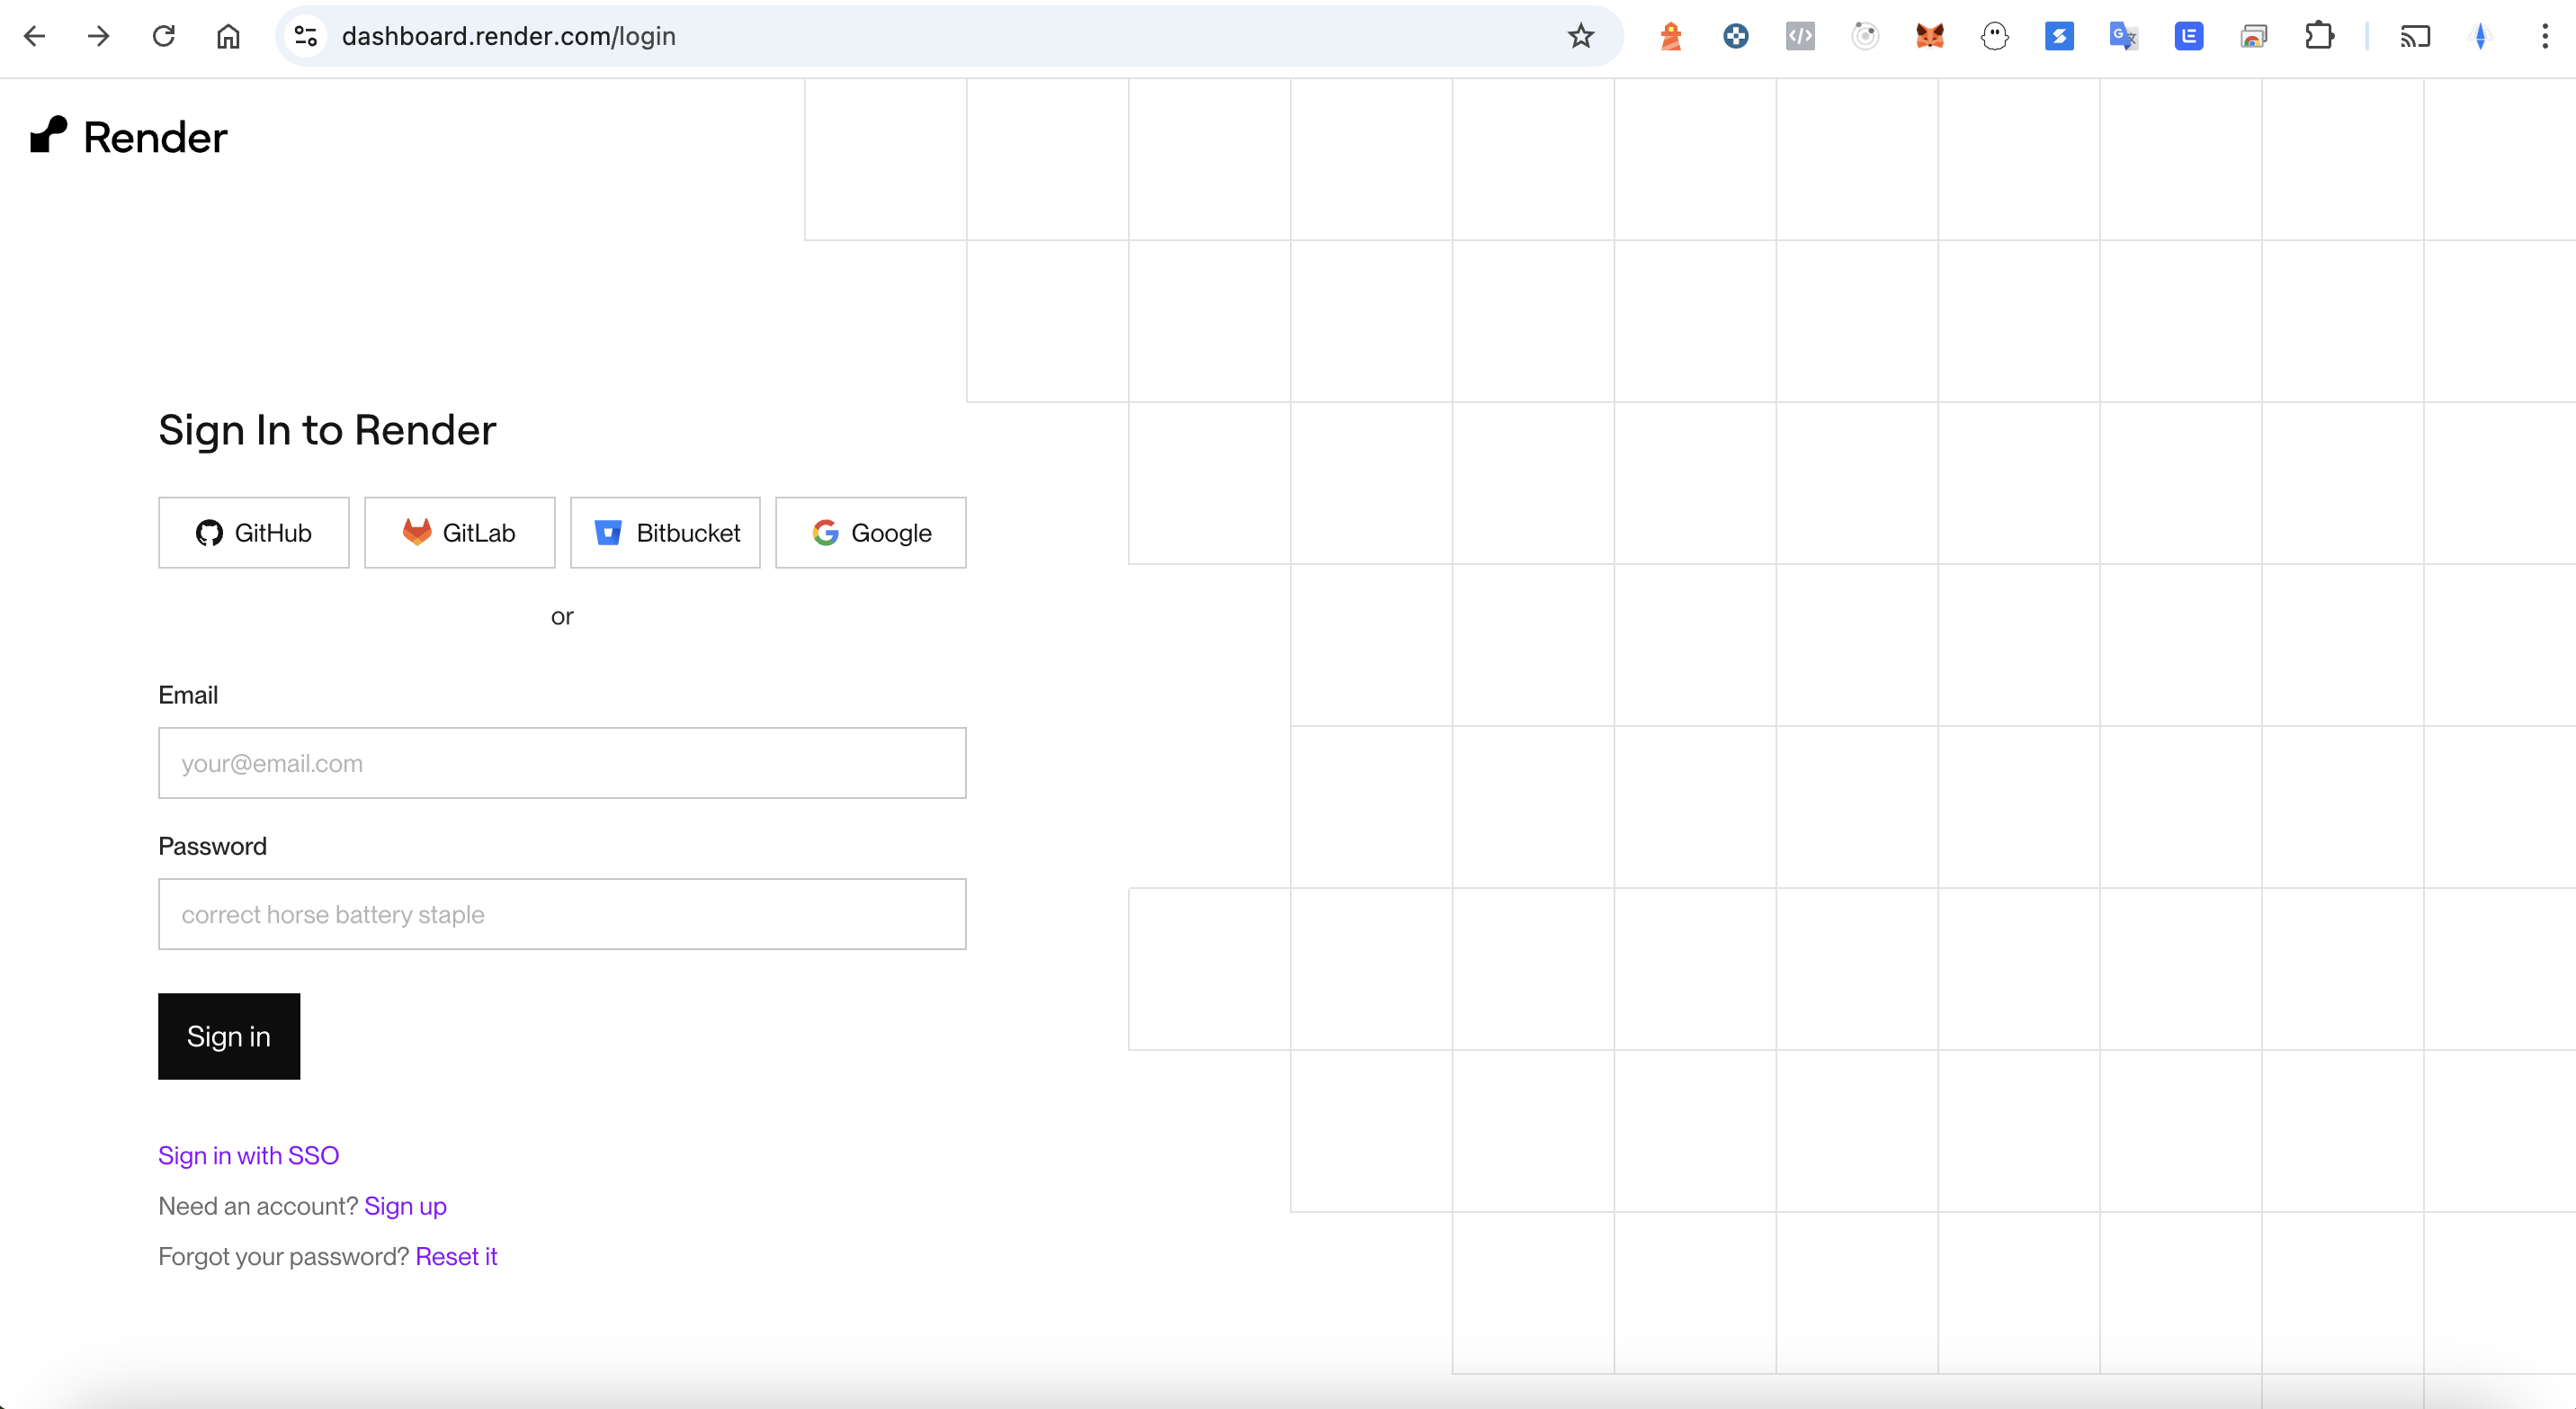 dashboard.render.com/login
Render
Sign In to Render
GitHub GitLab Bitbucket Google
or
Email
your@email.com
Password
correct horse battery staple
Sign in
Sign in with SSO
Need an account? Sign up
Forgot your password? Reset it